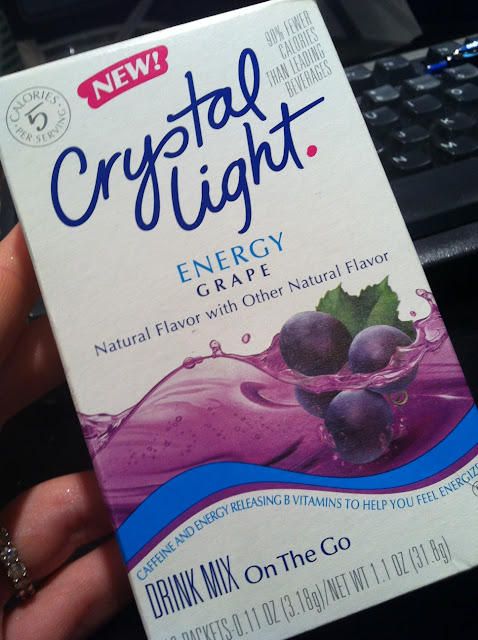 NEW!
CALORIES
5
PER SERVING
90% FEWER
CALORIES
THAN LEADING
BEVERAGES
Crystal
Light.
ENERGY
GRAPE
Natural Flavor with Other Natural Flavor
CAFFEINE AND ENERGY RELEASING B VITAMINS TO HELP YOU FEEL ENERGIZE
DRINK MIX On The Go
PACKETS-0.11 OZ (3.18g)/NET WT 1.1 OZ (31.8g)